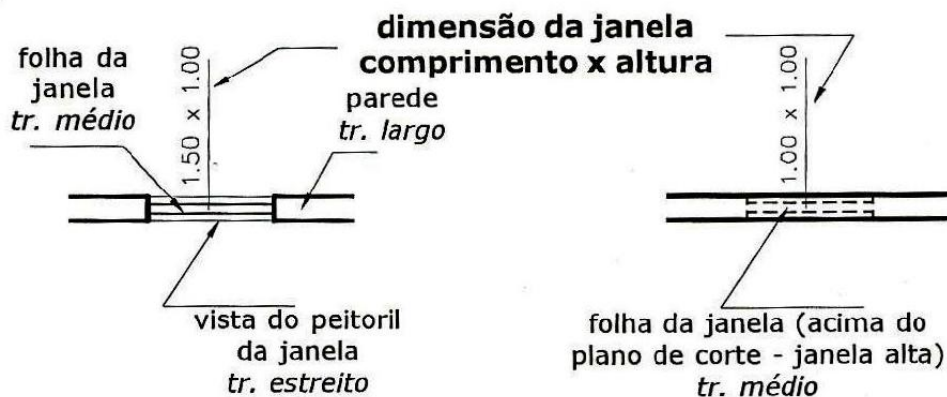 dimensão da janela
comprimento x altura
folha da
janela
tr. médio
1.50 x 1.00
parede
tr. largo
1.00 x 1.00
vista do peitoril
da janela
tr. estreito
folha da janela (acima do
plano de corte - janela alta)
tr. médio